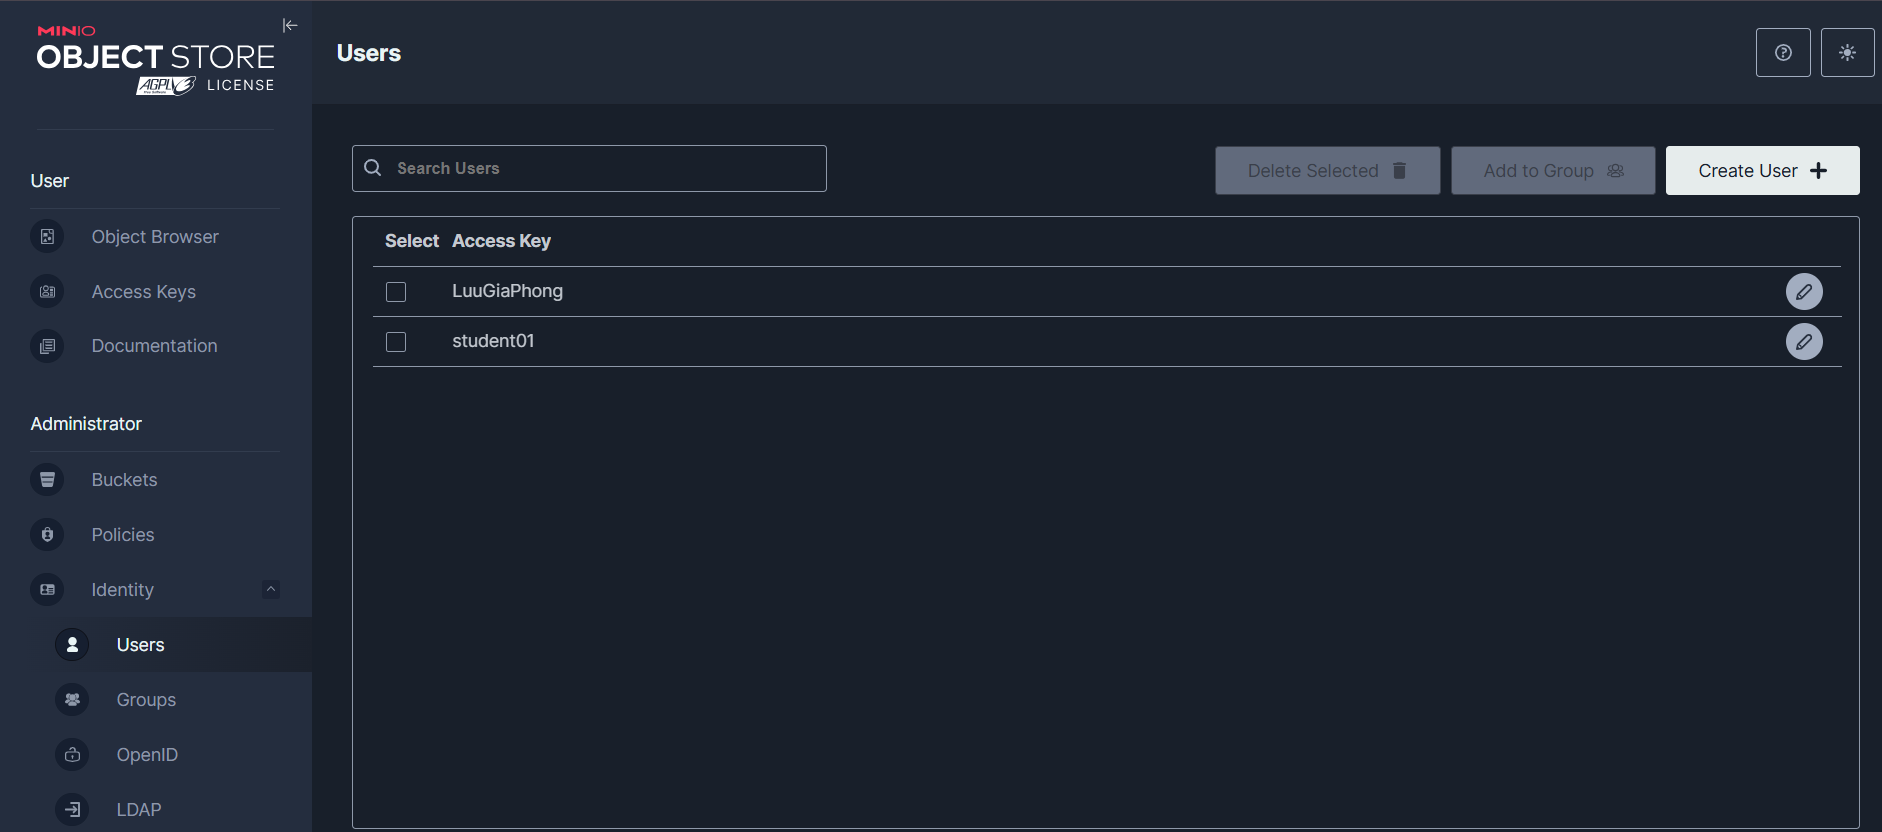 MINIO
OBJECT STORE
AGPL v3 LICENSE
User
Object Browser
Access Keys
Documentation
Administrator
Buckets
Policies
Identity
Users
Groups
OpenID
LDAP
Users
Search Users
Delete Selected
Add to Group
Create User
Select Access Key
LuuGiaPhong
student01